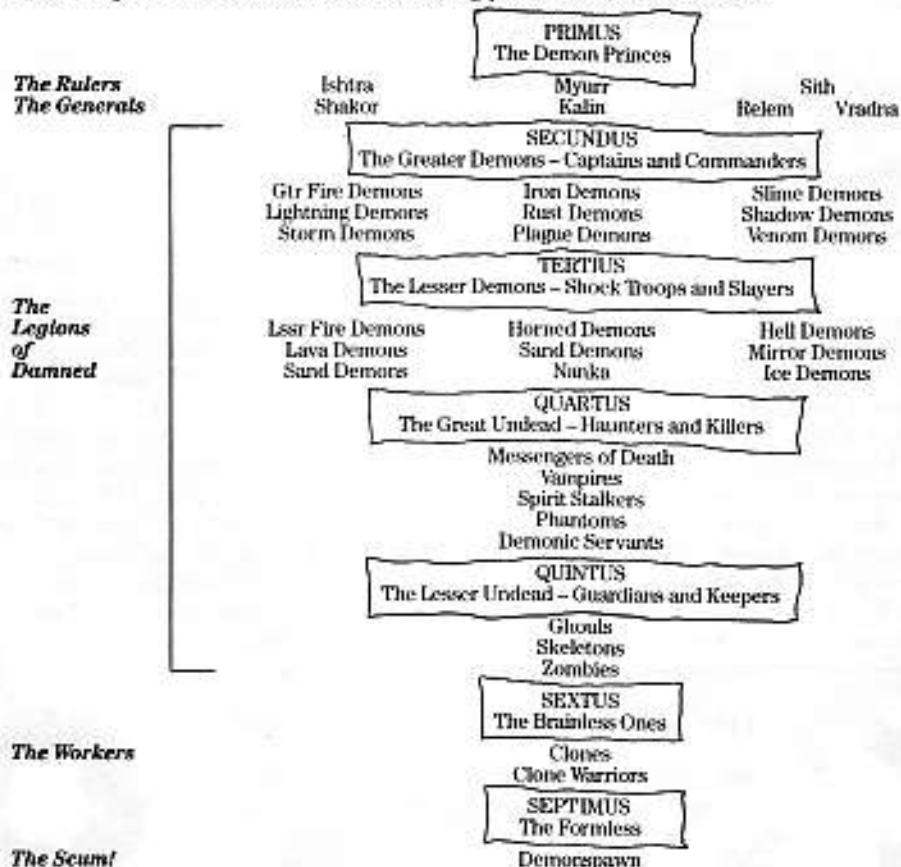 PRIMUS
The Demon Princes
The Rulers Ishtra Myurr Sith
The Generals Shakor Kalin Relem Vradna
SECUNDUS
The Greater Demons – Captains and Commanders
Gtr Fire Demons Iron Demons Slime Demons
Lightning Demons Rust Demons Shadow Demons
Storm Demons Plague Demons Venom Demons
TERTIUS
The Lesser Demons – Shock Troops and Slayers
The
Legions
of
Damned
Lssr Fire Demons Horned Demons Hell Demons
Lava Demons Sand Demons Mirror Demons
Sand Demons Nanka Ice Demons
QUARTUS
The Great Undead – Haunters and Killers
Messengers of Death
Vampires
Spirit Stalkers
Phantoms
Demonic Servants
QUINTUS
The Lesser Undead – Guardians and Keepers
Ghouls
Skeletons
Zombies
SEXTUS
The Brainless Ones
The Workers Clones
Clone Warriors
SEPTIMUS
The Formless
The Scum! Demonspawn